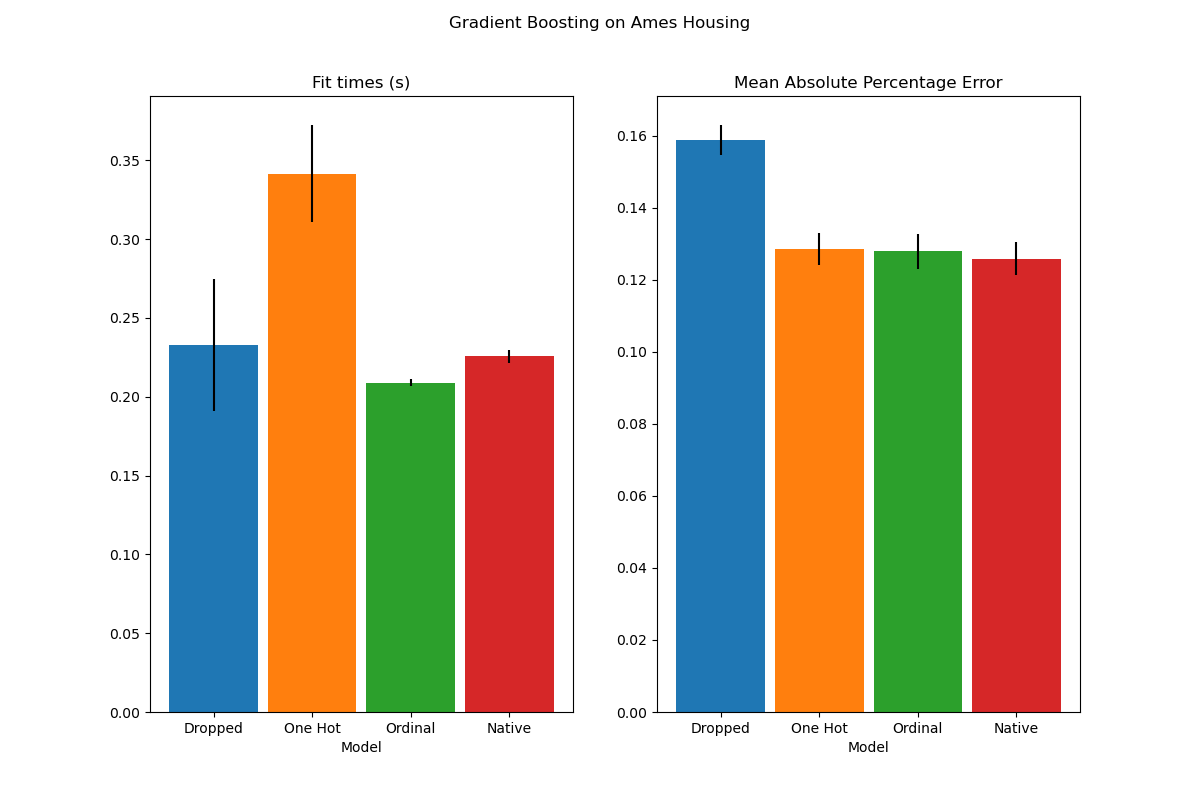 Gradient Boosting on Ames Housing
Fit times (s)
0.35
0.30
0.25
0.20
0.15
0.10
0.05
0.00
Dropped One Hot Ordinal Native
Model
Mean Absolute Percentage Error
0.16
0.14
0.12
0.10
0.08
0.06
0.04
0.02
0.00
Dropped One Hot Ordinal Native
Model